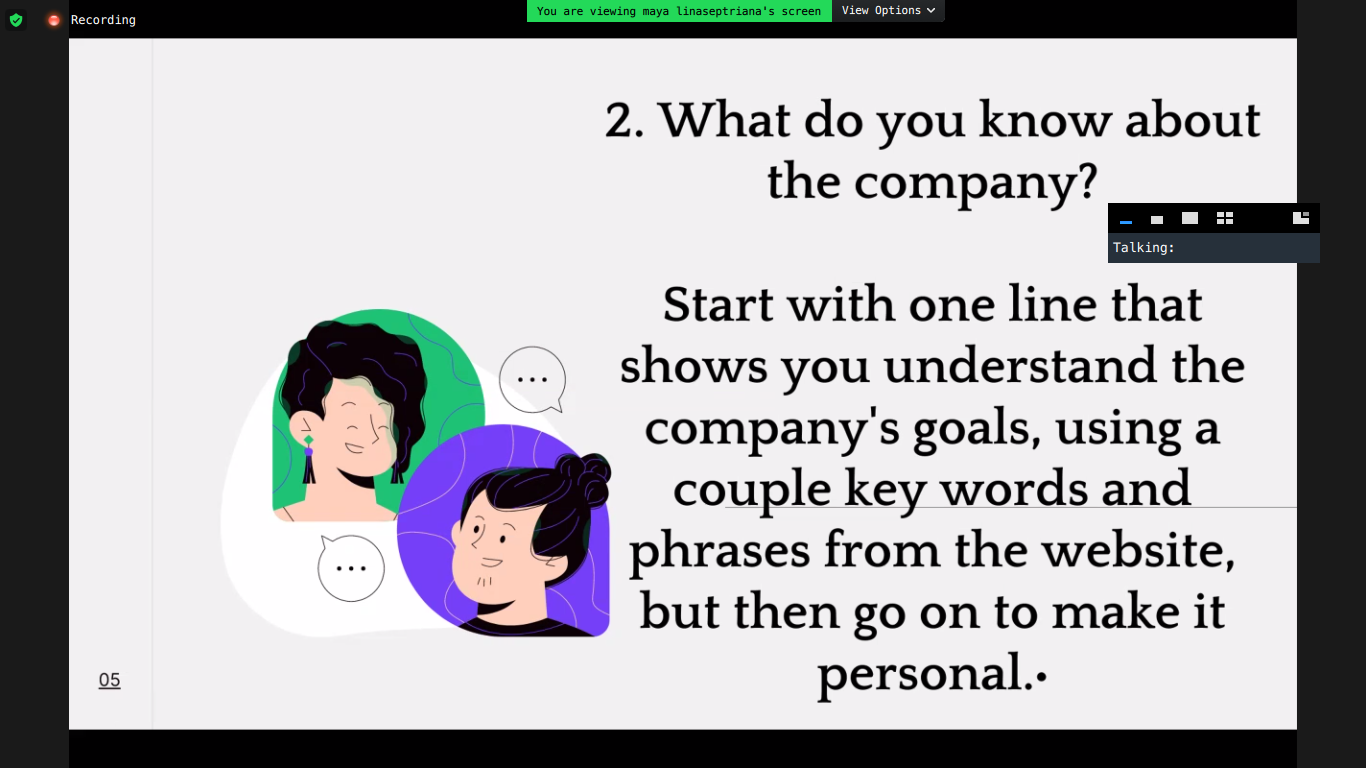 Recording
You are viewing maya linaseptriana's screen
View Options
2. What do you know about
the company?
Talking:
Start with one line that
shows you understand the
company's goals, using a
couple key words and
phrases from the website,
but then go on to make it
personal.•
05